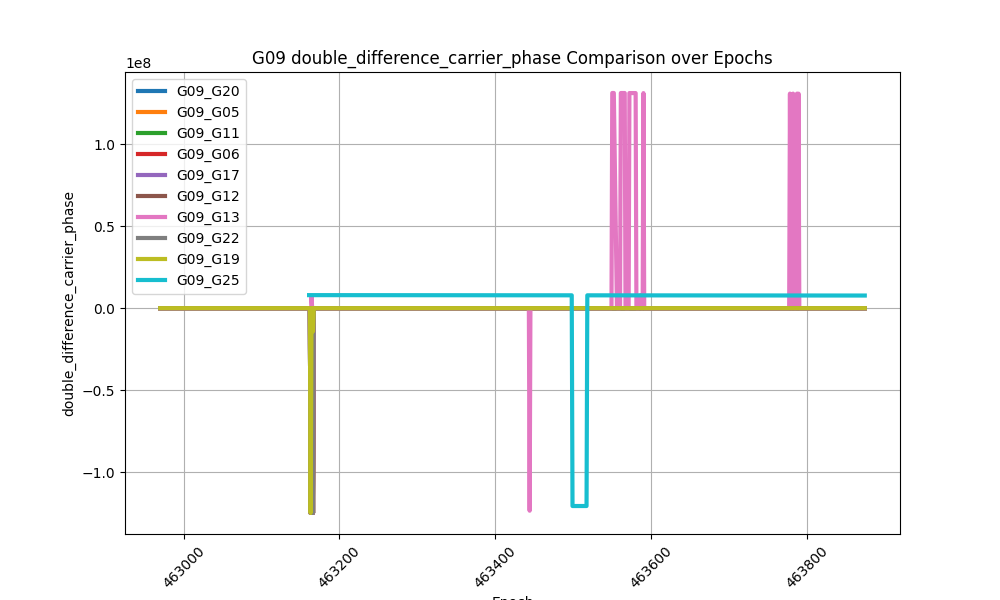 G09 double_difference_carrier_phase Comparison over Epochs
1e8
G09_G20
G09_G05
G09_G11
G09_G06
G09_G17
G09_G12
G09_G13
G09_G22
G09_G19
G09_G25
1.0
0.5
0.0
−0.5
−1.0
double_difference_carrier_phase
463000
463200
463400
463600
463800
Epoch